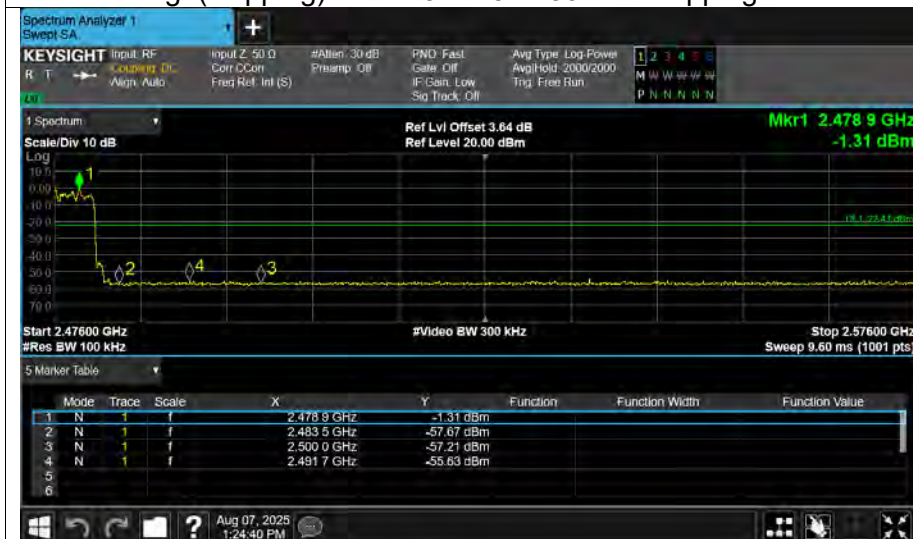 Spectrum Analyzer 1
Swept SA
+
KEYSIGHT Input: RF Input Z: 50 Ω #Atten: 30 dB PNO: Fast Avg Type: Log-Power 1 2 3 4 5 6
R T Coupling: DC Corr CCorr Preamp: Off Gate: Off Avg|Hold: 2000/2000 M W W W W W
Align: Auto Freq Ref: Int (S) IF Gain: Low Trig: Free Run
Sig Track: Off P N N N N N
1 Spectrum
Ref Lvl Offset 3.64 dB Mkr1 2.478 9 GHz
Scale/Div 10 dB Ref Level 20.00 dBm -1.31 dBm
Log
10.0
1
0.00
-10.0
-20.0
-30.0
-40.0
2 4 3
Start 2.47600 GHz #Video BW 300 kHz Stop 2.57600 GHz
#Res BW 100 kHz Sweep 9.60 ms (1001 pts)
5 Marker Table
Mode Trace Scale X Y Function Function Width Function Value
1 N 1 f 2.478 9 GHz -1.31 dBm
2 N 1 f 2.483 5 GHz -57.67 dBm
3 N 1 f 2.500 0 GHz -57.21 dBm
4 N 1 f 2.491 7 GHz -55.63 dBm
5
6
? Aug 07, 2025
1:24:40 PM